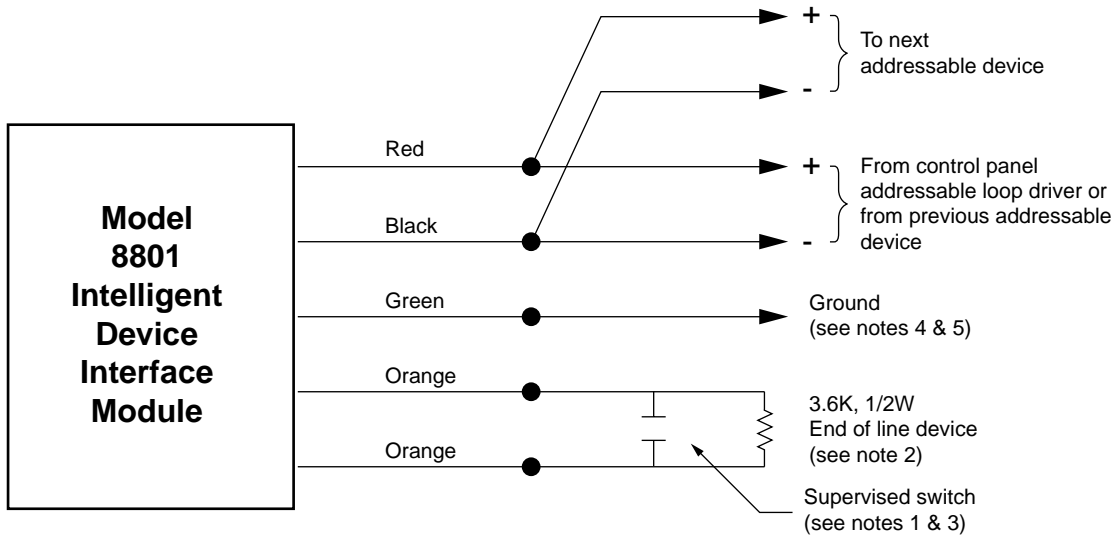 +
To next
addressable device
-
Red
+
From control panel
addressable loop driver or
from previous addressable
device
Black
-
Model
8801
Intelligent
Device
Interface
Module
Green
Ground
(see notes 4 & 5)
Orange
3.6K, 1/2W
End of line device
(see note 2)
Orange
Supervised switch
(see notes 1 & 3)